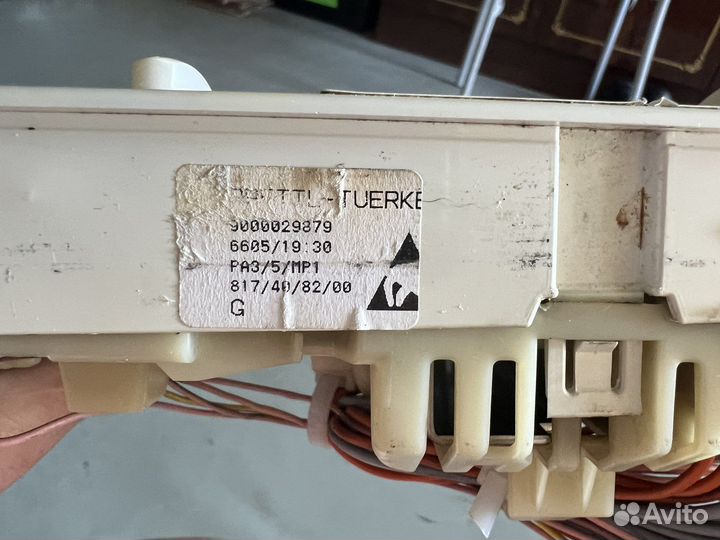 -TUERKE
9000029879
6605/19:30
PA3/5/MP1
817/40/82/00
G
Avito